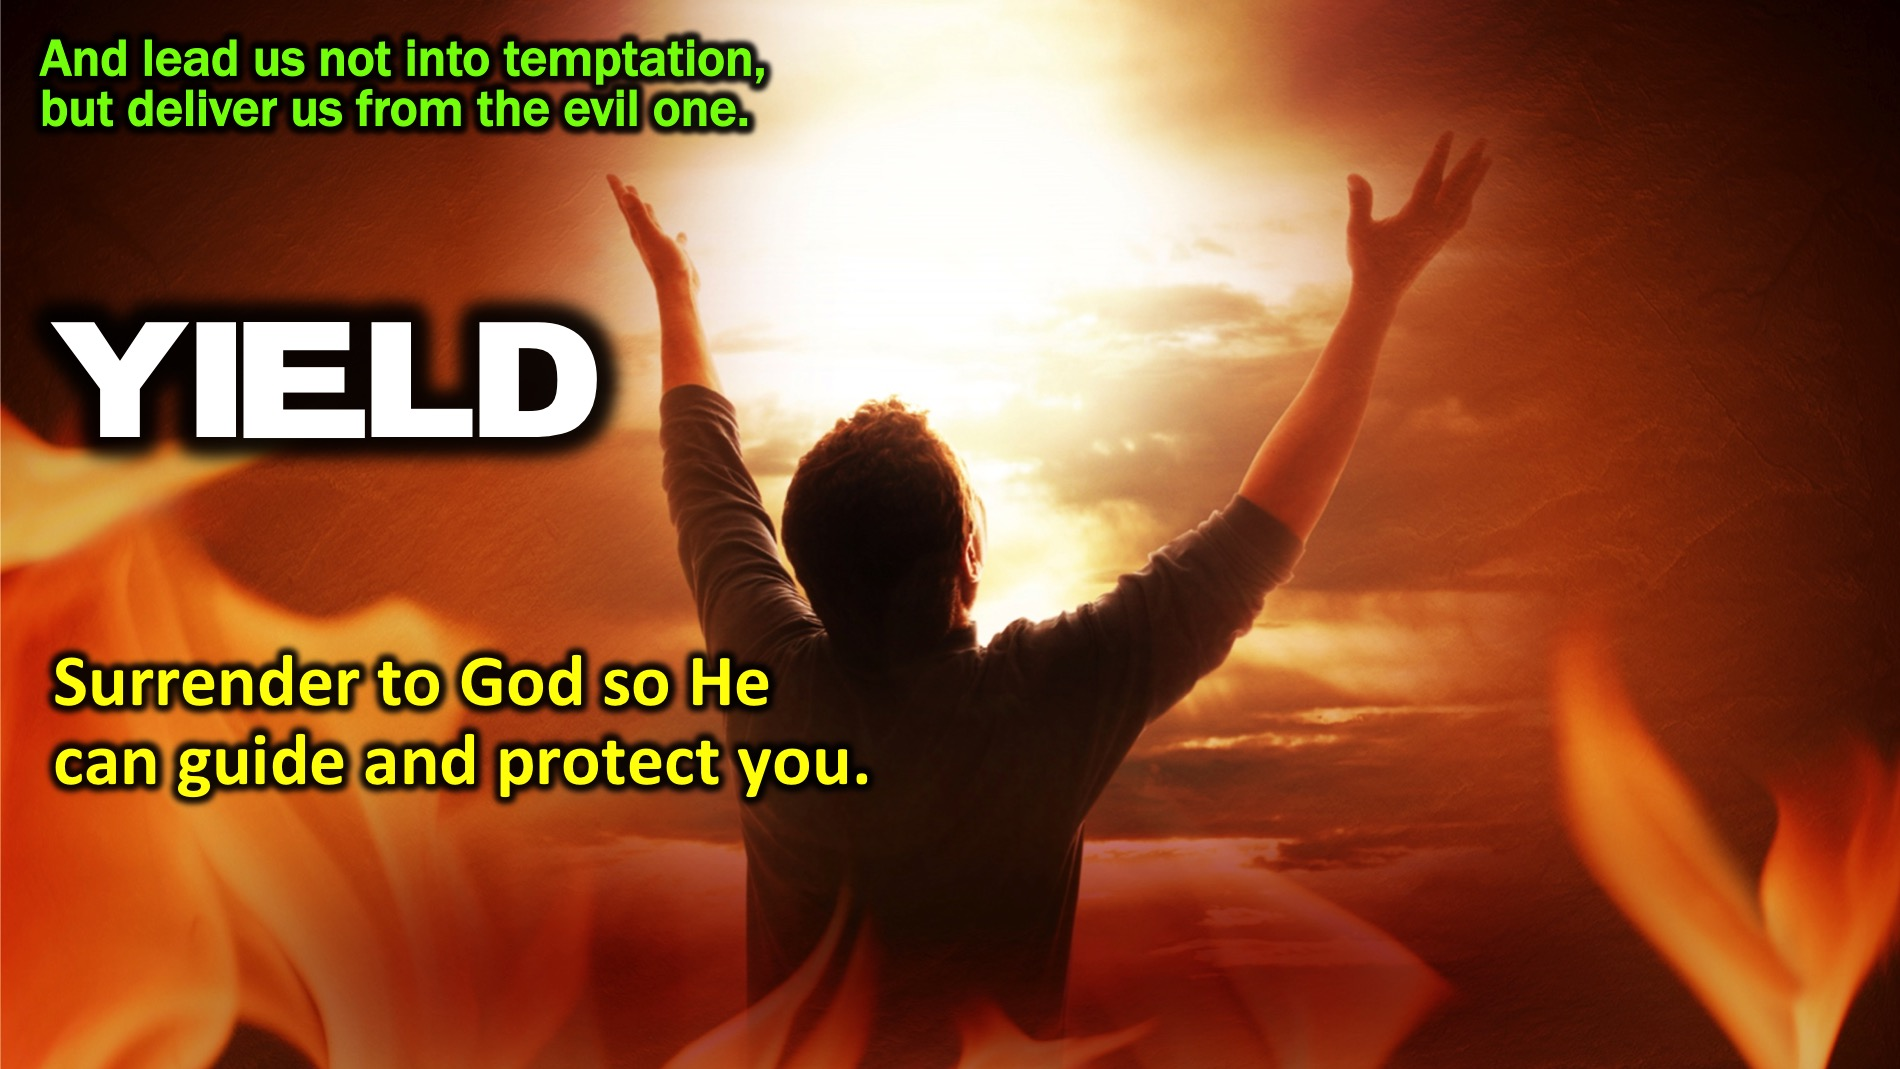 And lead us not into temptation,
but deliver us from the evil one.
YIELD
Surrender to God so He
can guide and protect you.